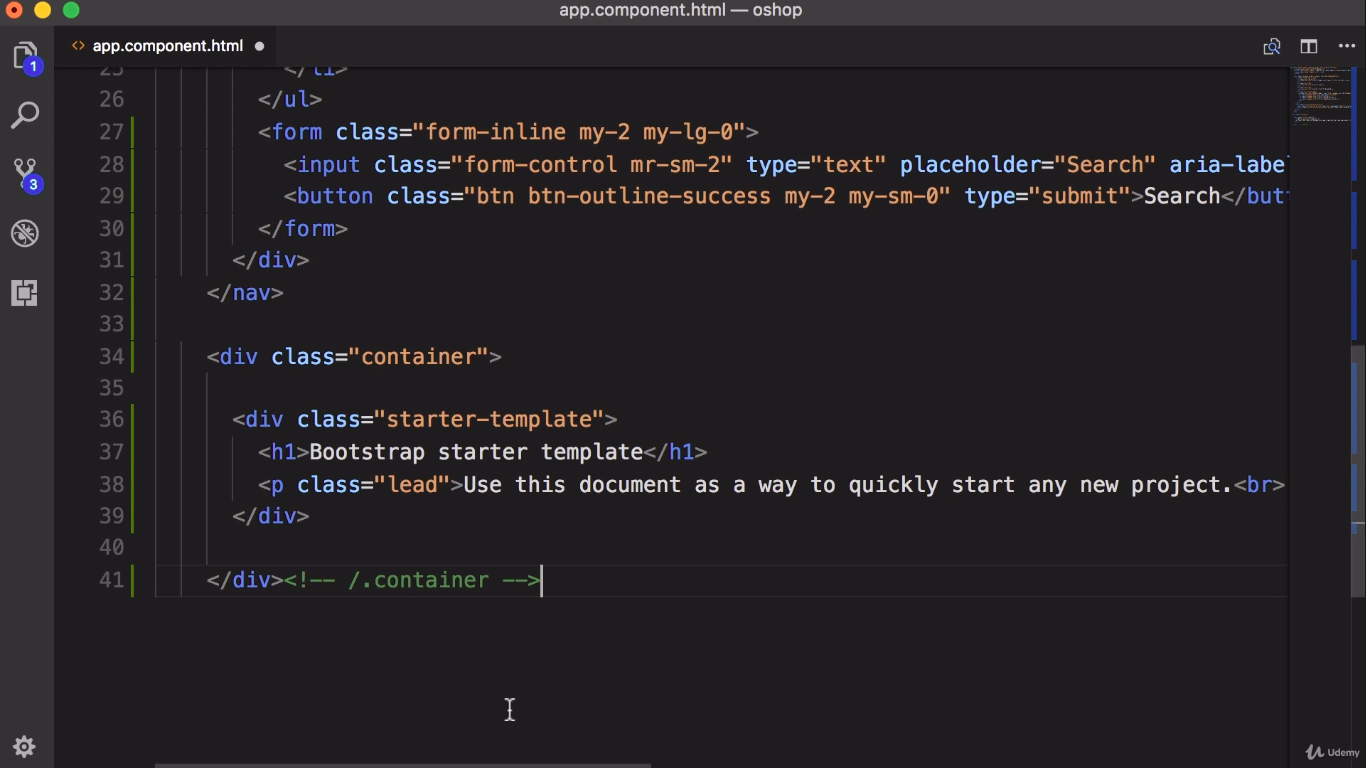 app.component.html — oshop
<> app.component.html
1
3
25 </li>
26 </ul>
27 <form class="form-inline my-2 my-lg-0">
28 <input class="form-control mr-sm-2" type="text" placeholder="Search" aria-label
29 <button class="btn btn-outline-success my-2 my-sm-0" type="submit">Search</butt
30 </form>
31 </div>
32 </nav>
33
34 <div class="container">
35
36 <div class="starter-template">
37 <h1>Bootstrap starter template</h1>
38 <p class="lead">Use this document as a way to quickly start any new project.<br>
39 </div>
40
41 </div><!-- /.container -->
Udemy